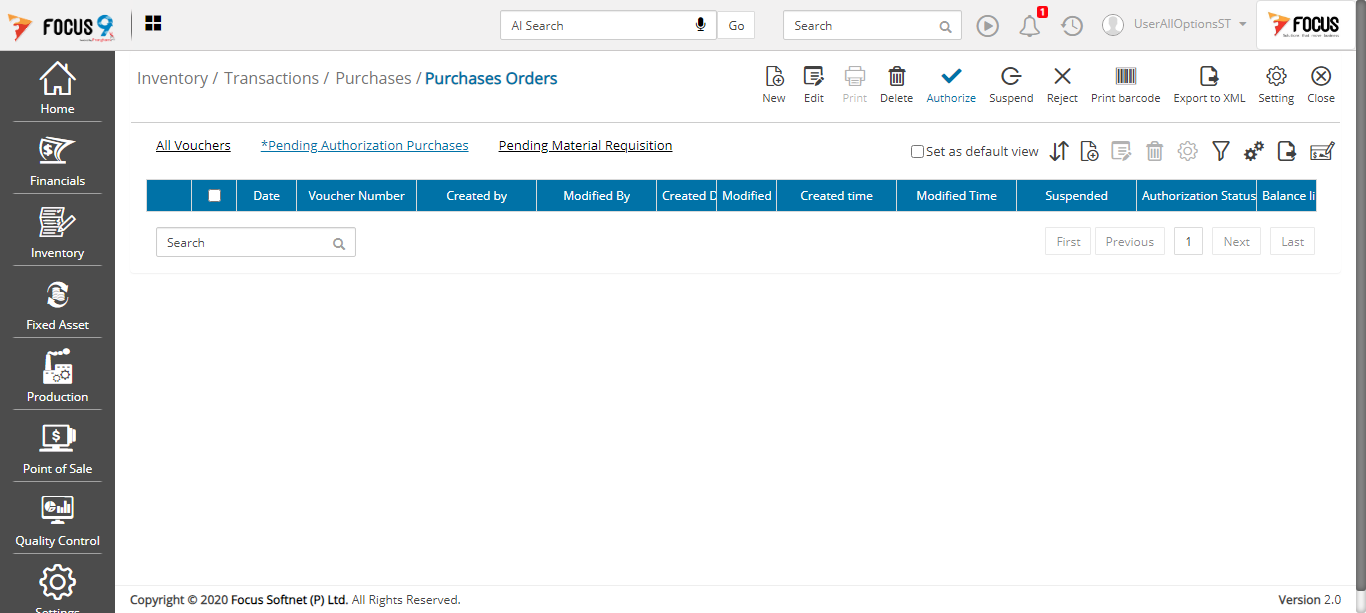 FOCUS 9
AI Search
Go
Search
1
UserAllOptionsST
FOCUS
Home
Financials
Inventory
Fixed Asset
Production
Point of Sale
Quality Control
Settings
Inventory / Transactions / Purchases / Purchases Orders
New
Edit
Print
Delete
Authorize
Suspend
Reject
Print barcode
Export to XML
Setting
Close
All Vouchers
*Pending Authorization Purchases
Pending Material Requisition
Set as default view
Date
Voucher Number
Created by
Modified By
Created D
Modified
Created time
Modified Time
Suspended
Authorization Status
Balance li
Search
First
Previous
1
Next
Last
Copyright © 2020 Focus Softnet (P) Ltd. All Rights Reserved.
Version 2.0